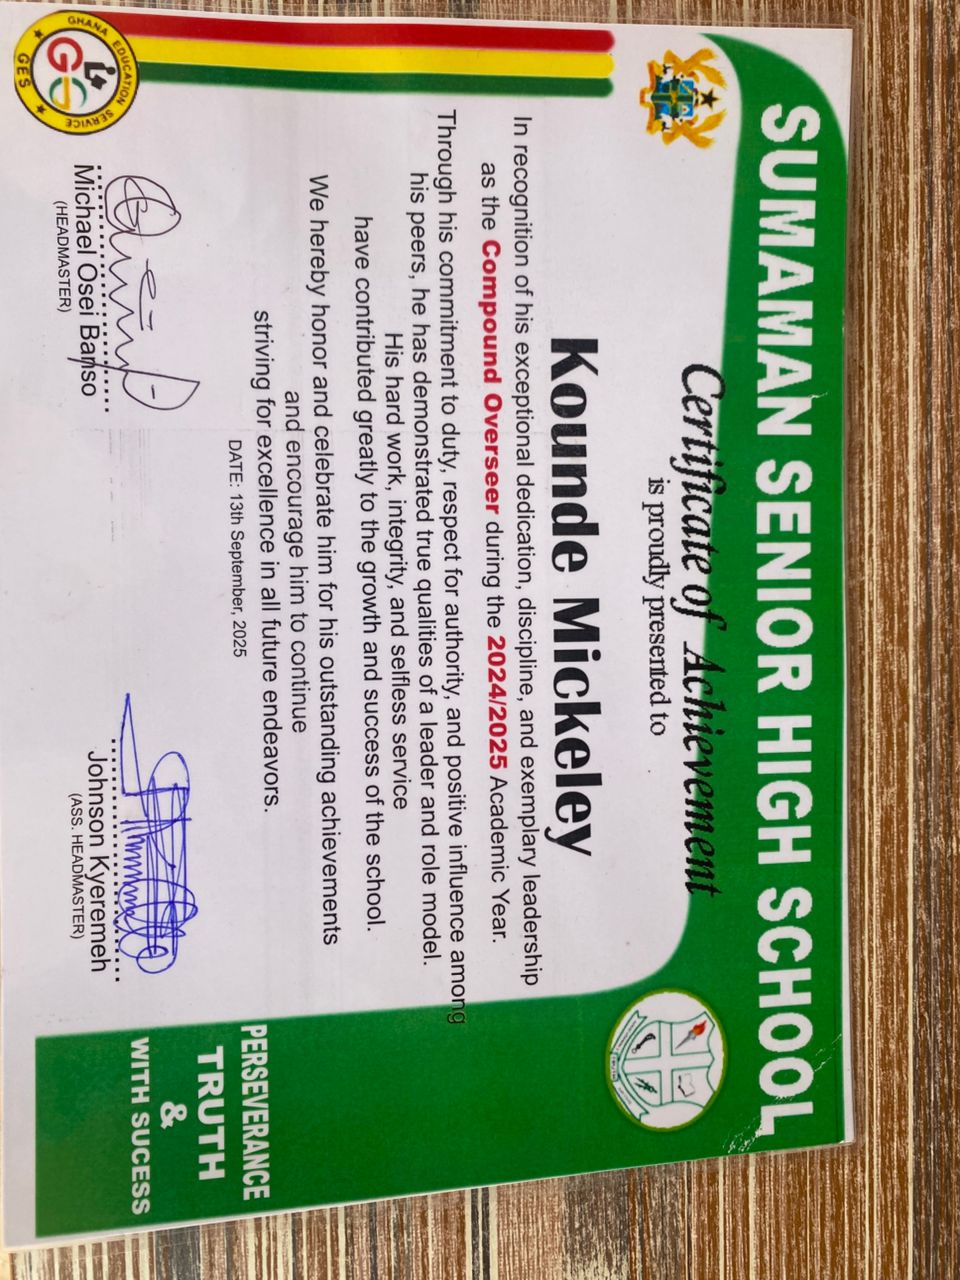 SUMAMAN SENIOR HIGH SCHOOL
Certificate of Achievement
is proudly presented to
Kounde Mickeley
In recognition of his exceptional dedication, discipline, and exemplary leadership
as the Compound Overseer during the 2024/2025 Academic Year.
Through his commitment to duty, respect for authority, and positive influence among
his peers, he has demonstrated true qualities of a leader and role model.
His hard work, integrity, and selfless service
have contributed greatly to the growth and success of the school.
We hereby honor and celebrate him for his outstanding achievements
and encourage him to continue
striving for excellence in all future endeavors.
DATE: 13th September, 2025
Michael Osei Banso
(HEADMASTER)
Johnson Kyeremeh
(ASS. HEADMASTER)
GHANA EDUCATION SERVICE
GES
PERSEVERANCE
TRUTH
&
WITH SUCESS